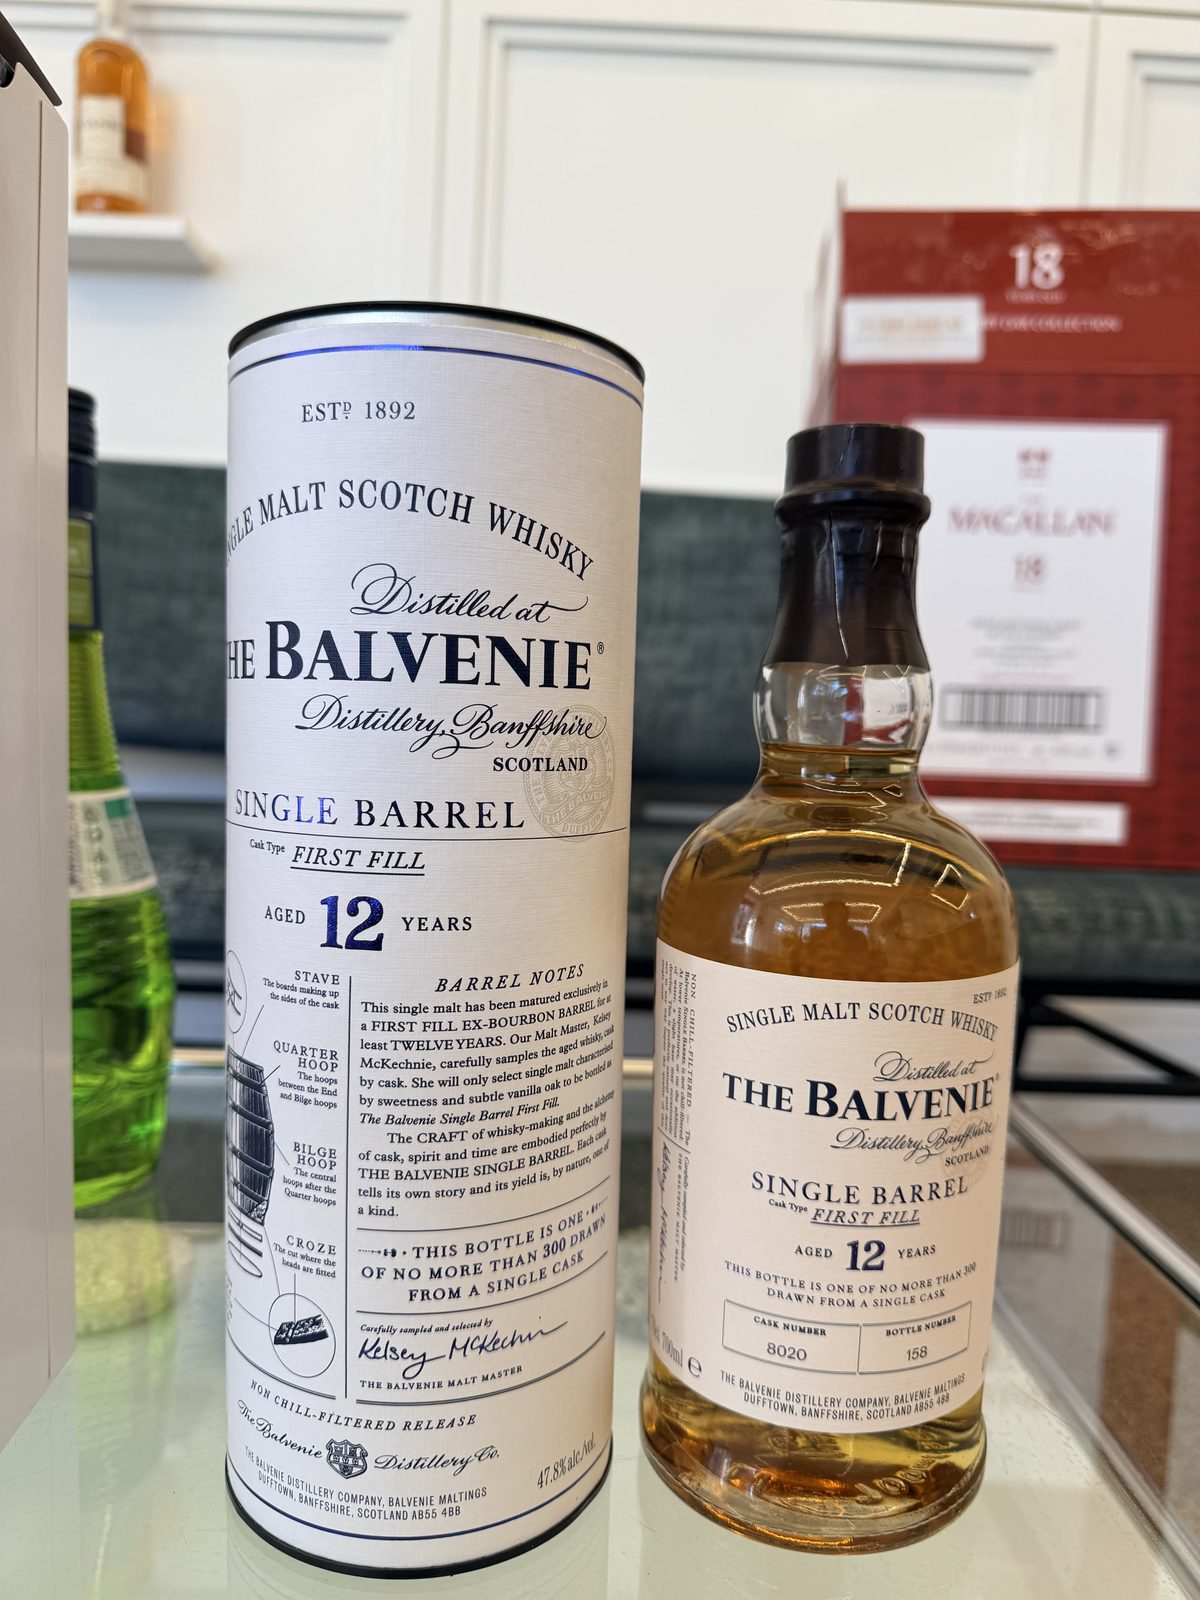 ESTD 1892
MALT SCOTCH WHISKY
Distilled at
BALVENIE®
Distillery, Banffshire
SCOTLAND
SINGLE BARREL
Cask Type FIRST FILL
AGED 12 YEARS
STAVE
The boards making up
the sides of the cask
QUARTER
HOOP
The hoops
between the End
and Bilge hoops
BILGE
HOOP
The central
hoops after the
Quarter hoops
CROZE
The cut where the
heads are fitted
BARREL NOTES
This single malt has been matured exclusively in
a FIRST FILL EX-BOURBON BARREL for at
least TWELVE YEARS. Our Malt Master, Kelsey
McKechnie, carefully samples the aged whisky, cask
by cask. She will only select single malt characterised
by sweetness and subtle vanilla oak to be bottled as
The Balvenie Single Barrel First Fill.
The CRAFT of whisky-making and the alchemy
of cask, spirit and time are embodied perfectly by
THE BALVENIE SINGLE BARREL. Each cask
tells its own story and its yield is, by nature, one of
a kind.
THIS BOTTLE IS ONE
OF NO MORE THAN 300 DRAWN
FROM A SINGLE CASK
Carefully sampled and selected by
Kelsey McKechnie
THE BALVENIE MALT MASTER
NON CHILL-FILTERED RELEASE
The Balvenie Distillery Co.
THE BALVENIE DISTILLERY COMPANY, BALVENIE MALTINGS
DUFFTOWN, BANFFSHIRE, SCOTLAND AB55 4BB
47.8% alc./vol.
ESTD 1892
SINGLE MALT SCOTCH WHISKY
Distilled at
THE BALVENIE®
Distillery, Banffshire
SCOTLAND
SINGLE BARREL
Cask Type FIRST FILL
AGED 12 YEARS
THIS BOTTLE IS ONE OF NO MORE THAN 300
DRAWN FROM A SINGLE CASK
CASK NUMBER
8020
BOTTLE NUMBER
158
THE BALVENIE DISTILLERY COMPANY, BALVENIE MALTINGS
DUFFTOWN, BANFFSHIRE, SCOTLAND AB55 4BB
700ml e
18
THE
MACALLAN
18